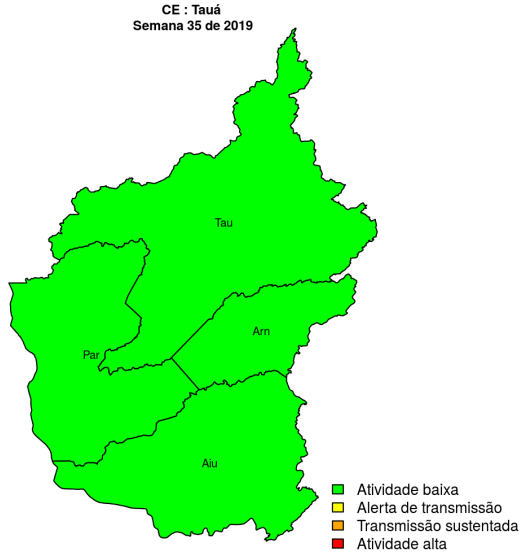 CE : Tauá
Semana 35 de 2019
Tau
Arn
Par
Aiu
Atividade baixa
Alerta de transmissão
Transmissão sustentada
Atividade alta